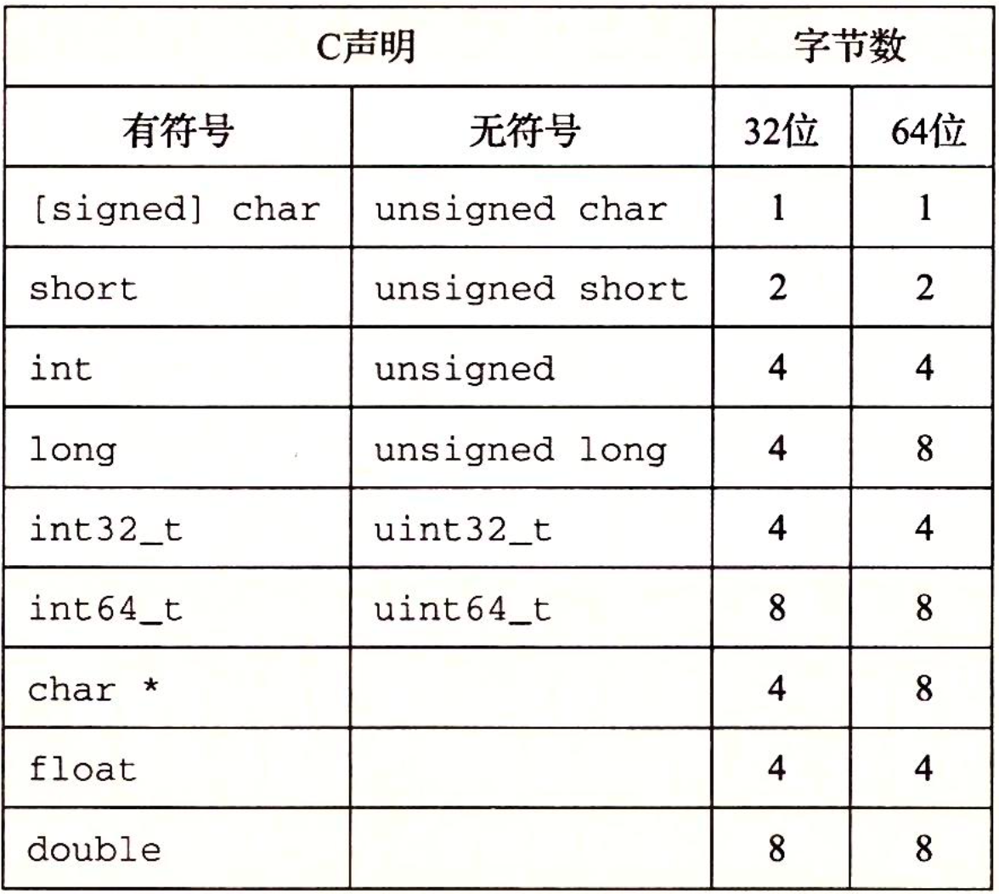 C声明 字节数
有符号 无符号 32位 64位
[signed] char unsigned char 1 1
short unsigned short 2 2
int unsigned 4 4
long unsigned long 4 8
int32_t uint32_t 4 4
int64_t uint64_t 8 8
char * 4 8
float 4 4
double 8 8